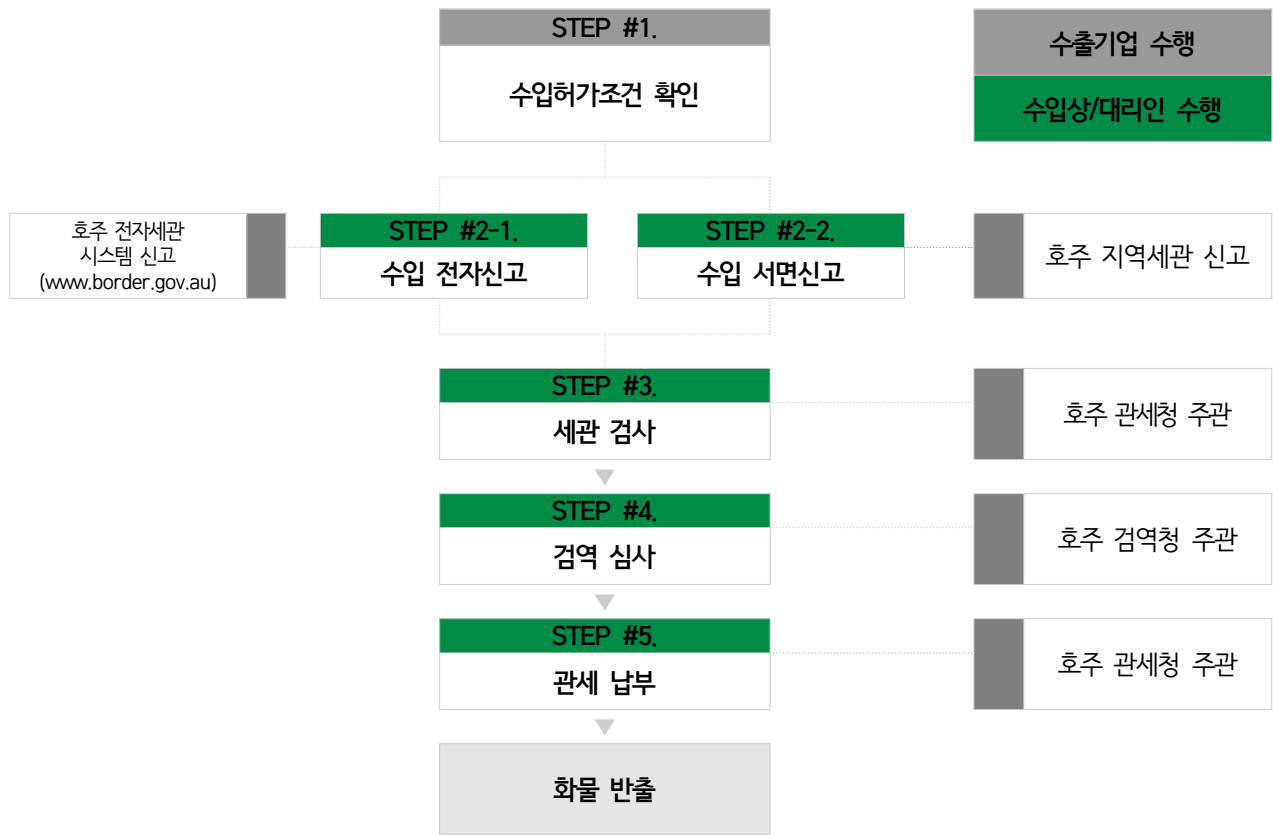 STEP #1.
수입허가조건 확인
수출기업 수행
수입상/대리인 수행
호주 전자세관
시스템 신고
(www.border.gov.au)
STEP #2-1.
수입 전자신고
STEP #2-2.
수입 서면신고
호주 지역세관 신고
STEP #3.
세관 검사
호주 관세청 주관
STEP #4.
검역 심사
호주 검역청 주관
STEP #5.
관세 납부
호주 관세청 주관
화물 반출